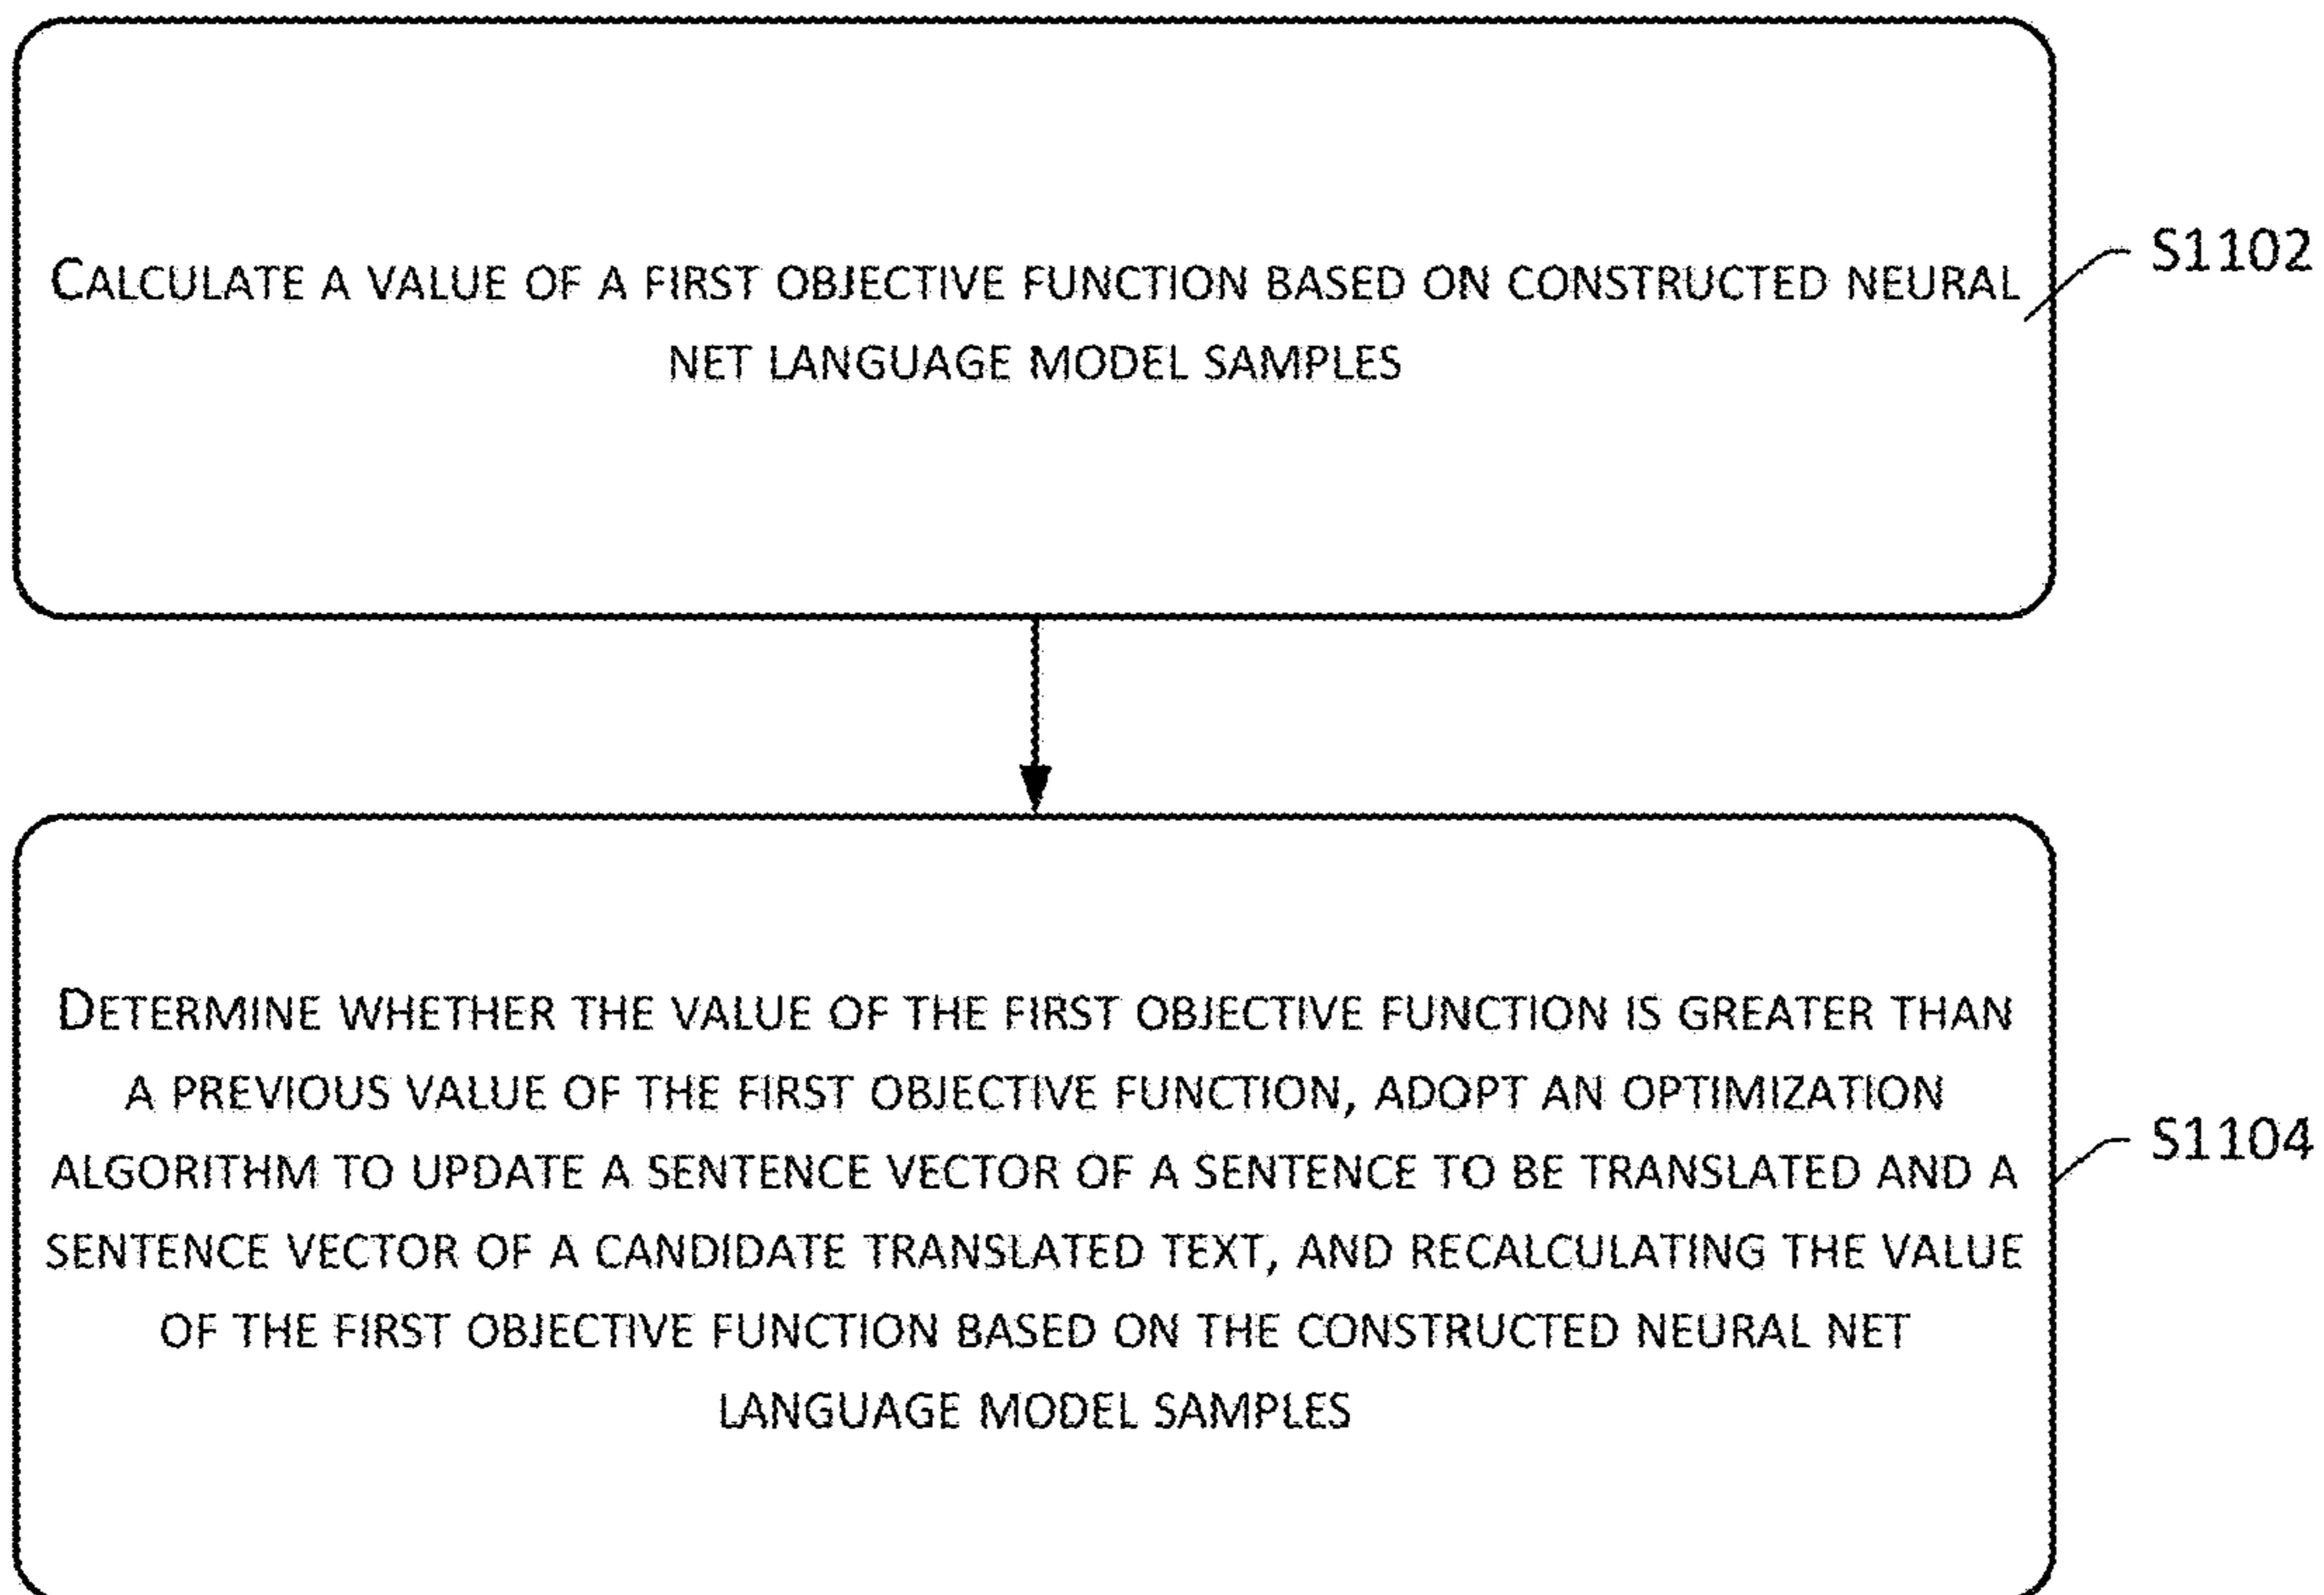 CALCULATE A VALUE OF A FIRST OBJECTIVE FUNCTION BASED ON CONSTRUCTED NEURAL
NET LANGUAGE MODEL SAMPLES
S1102
DETERMINE WHETHER THE VALUE OF THE FIRST OBJECTIVE FUNCTION IS GREATER THAN
A PREVIOUS VALUE OF THE FIRST OBJECTIVE FUNCTION, ADOPT AN OPTIMIZATION
ALGORITHM TO UPDATE A SENTENCE VECTOR OF A SENTENCE TO BE TRANSLATED AND A
SENTENCE VECTOR OF A CANDIDATE TRANSLATED TEXT, AND RECALCULATING THE VALUE
OF THE FIRST OBJECTIVE FUNCTION BASED ON THE CONSTRUCTED NEURAL NET
LANGUAGE MODEL SAMPLES
S1104